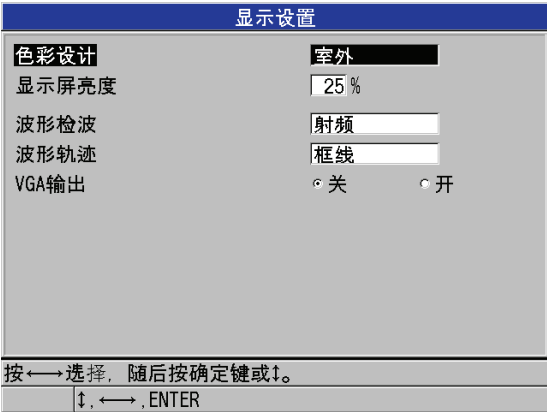 显示设置
色彩设计 室外
显示屏亮度 25 %
波形检波 射频
波形轨迹 框线
VGA输出 关 开
按←→选择, 随后按确定键或↕。
↕, ←→, ENTER